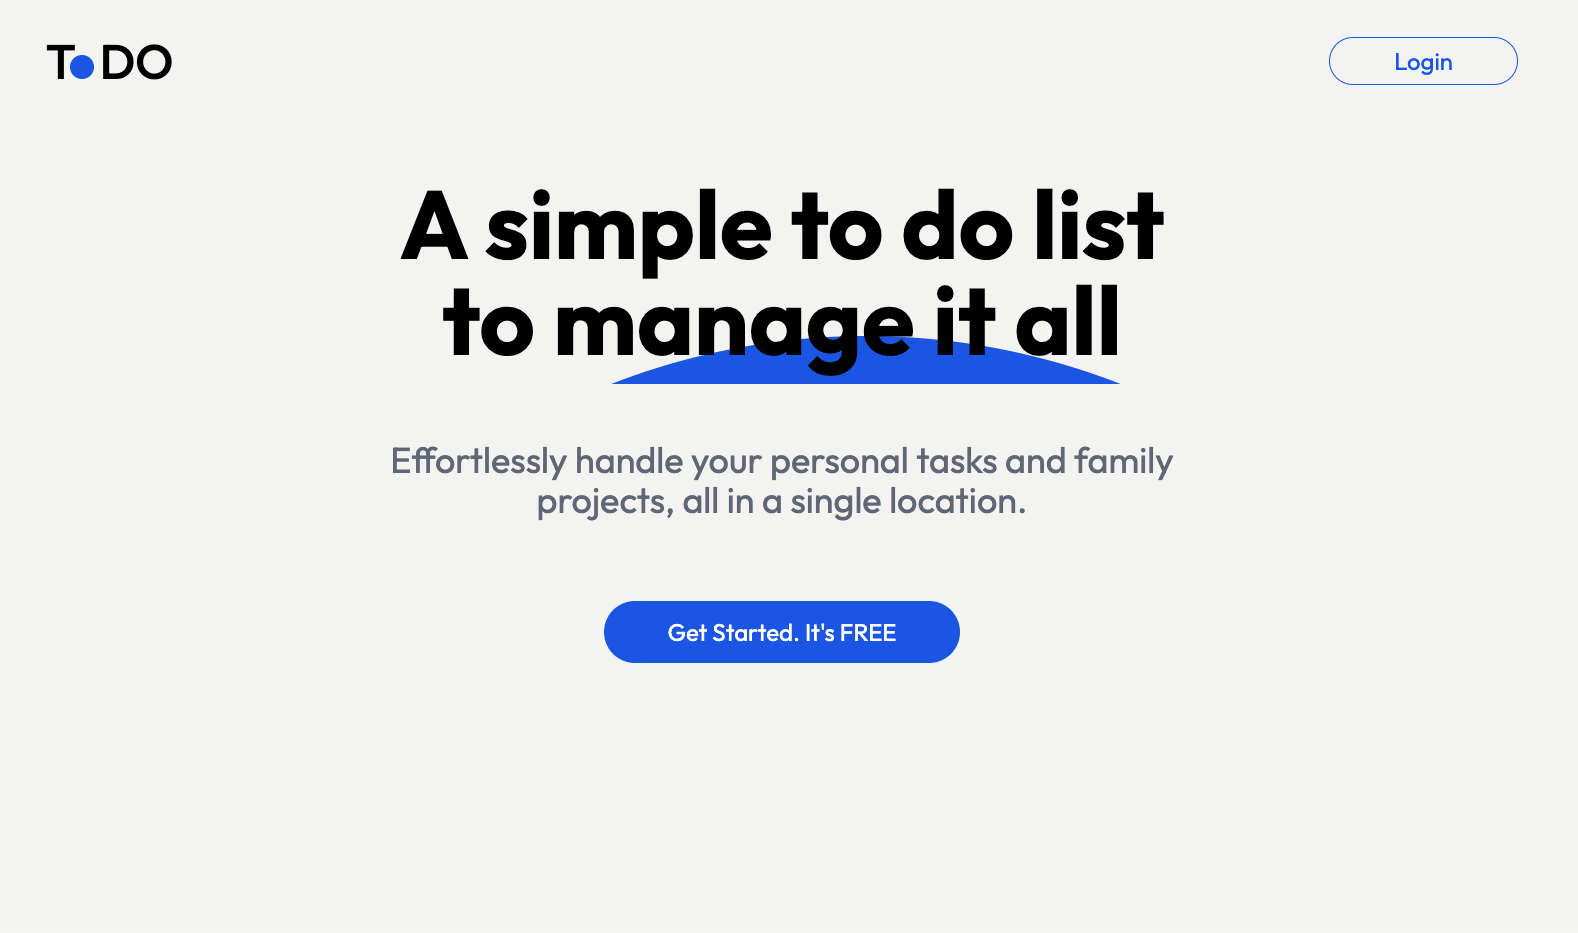 To DO
Login
A simple to do list
to manage it all
Effortlessly handle your personal tasks and family
projects, all in a single location.
Get Started. It's FREE